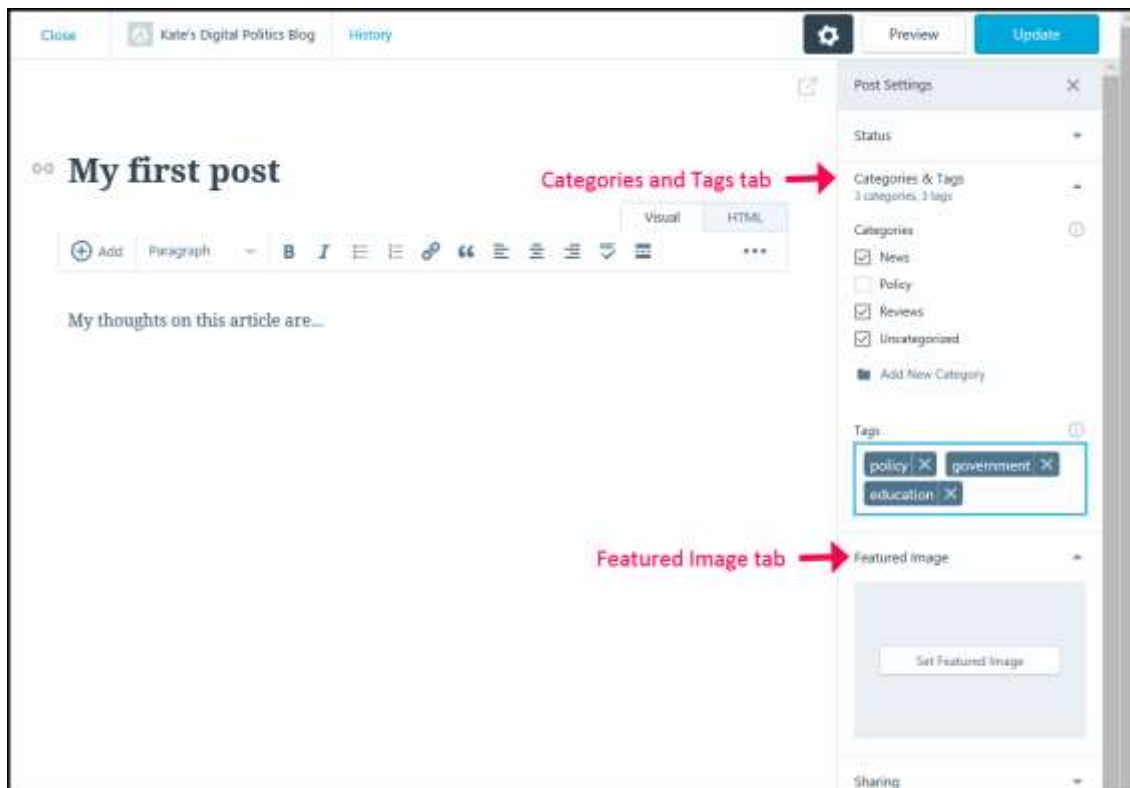 Close Kate's Digital Politics Blog History Preview Update
Post Settings
Status
My first post
Categories and Tags tab
Categories & Tags
3 categories, 3 tags
Visual HTML
Categories
Add Paragraph B I
News
Policy
Reviews
My thoughts on this article are...
Uncategorized
Add New Category
Tags
policy government
education
Featured Image tab
Featured Image
Set Featured Image
Sharing